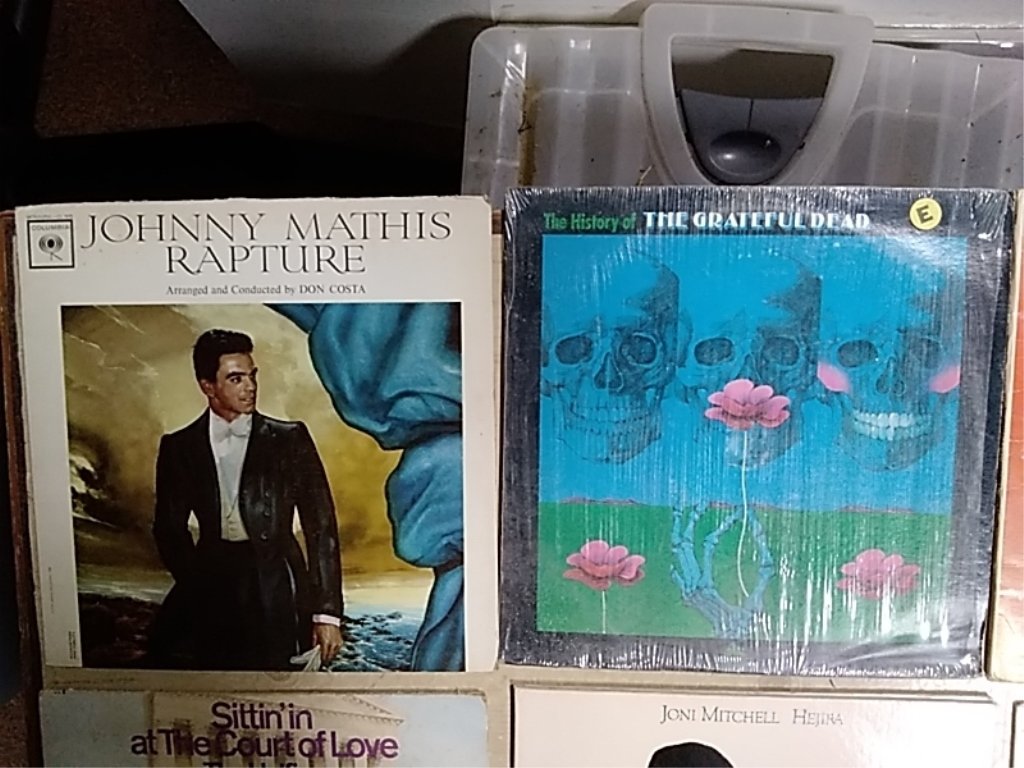 COLUMBIA
JOHNNY MATHIS
RAPTURE
Arranged and Conducted by DON COSTA
The History of THE GRATEFUL DEAD
E
Sittin' in
at The Court of Love
JONI MITCHELL HEJIRA